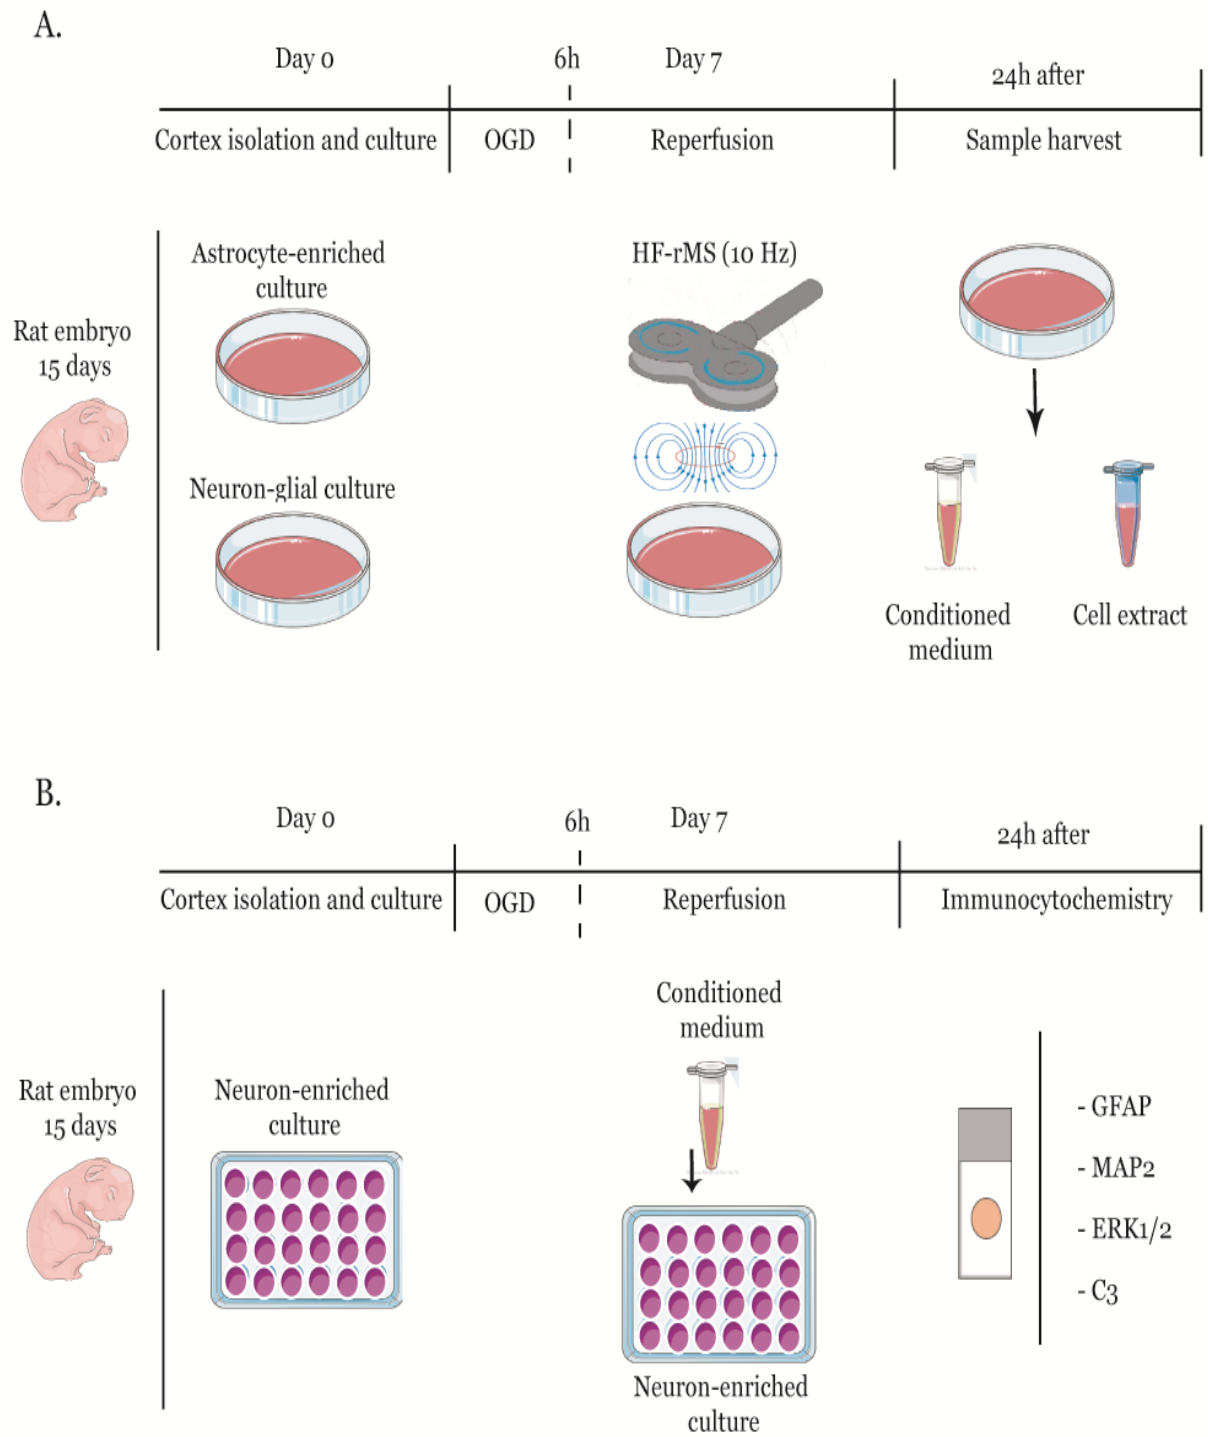 A.
Day 0
6h
Day 7
24h after
Cortex isolation and culture
OGD
Reperfusion
Sample harvest
Rat embryo
15 days
Astrocyte-enriched
culture
Neuron-glial culture
HF-rMS (10 Hz)
Conditioned
medium
Cell extract
B.
Day 0
6h
Day 7
24h after
Cortex isolation and culture
OGD
Reperfusion
Immunocytochemistry
Rat embryo
15 days
Neuron-enriched
culture
Conditioned
medium
Neuron-enriched
culture
- GFAP
- MAP2
- ERK1/2
- C3